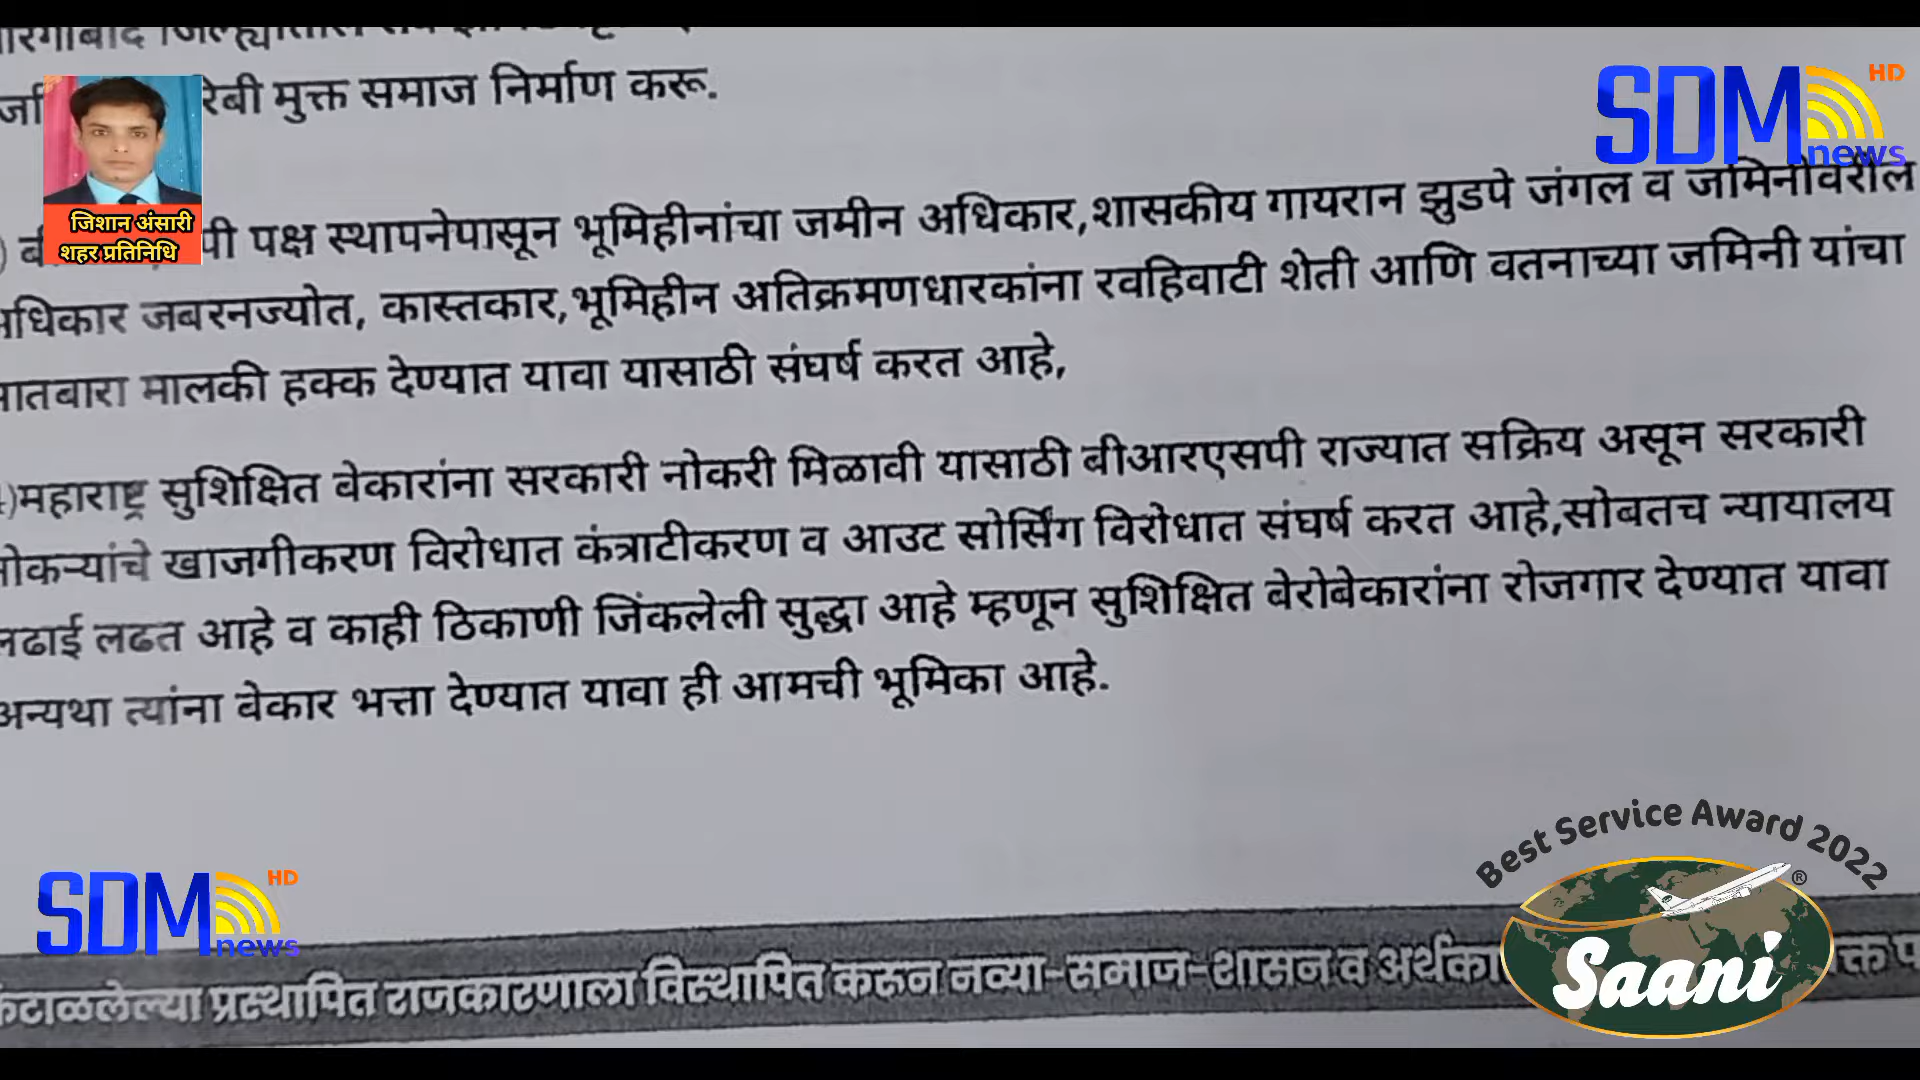 रेबी मुक्त समाज निर्माण करू.
पी पक्ष स्थापनेपासून भूमिहीनांचा जमीन अधिकार,शासकीय गायरान झुडपे जंगल व जमिनीवरील
अधिकार जबरनज्योत, कास्तकार,भूमिहीन अतिक्रमणधारकांना रवहिवाटी शेती आणि वतनाच्या जमिनी यांचा
सातबारा मालकी हक्क देण्यात यावा यासाठी संघर्ष करत आहे,
)महाराष्ट्र सुशिक्षित वेकारांना सरकारी नोकरी मिळावी यासाठी बीआरएसपी राज्यात सक्रिय असून सरकारी
नोकऱ्यांचे खाजगीकरण विरोधात कंत्राटीकरण व आउट सोर्सिंग विरोधात संघर्ष करत आहे,सोबतच न्यायालय
लढाई लढत आहे व काही ठिकाणी जिंकलेली सुद्धा आहे म्हणून सुशिक्षित बेरोबेकारांना रोजगार देण्यात यावा
अन्यथा त्यांना वेकार भत्ता देण्यात यावा ही आमची भूमिका आहे.
कंटाळलेल्या प्रस्थापित राजकारणाला विस्थापित करून नव्या-समाज-शासन व अर्थका
जिशान अंसारी
शहर प्रतिनिधि
SDM news HD
SDM news HD
Best Service Award 2022
Saani ®